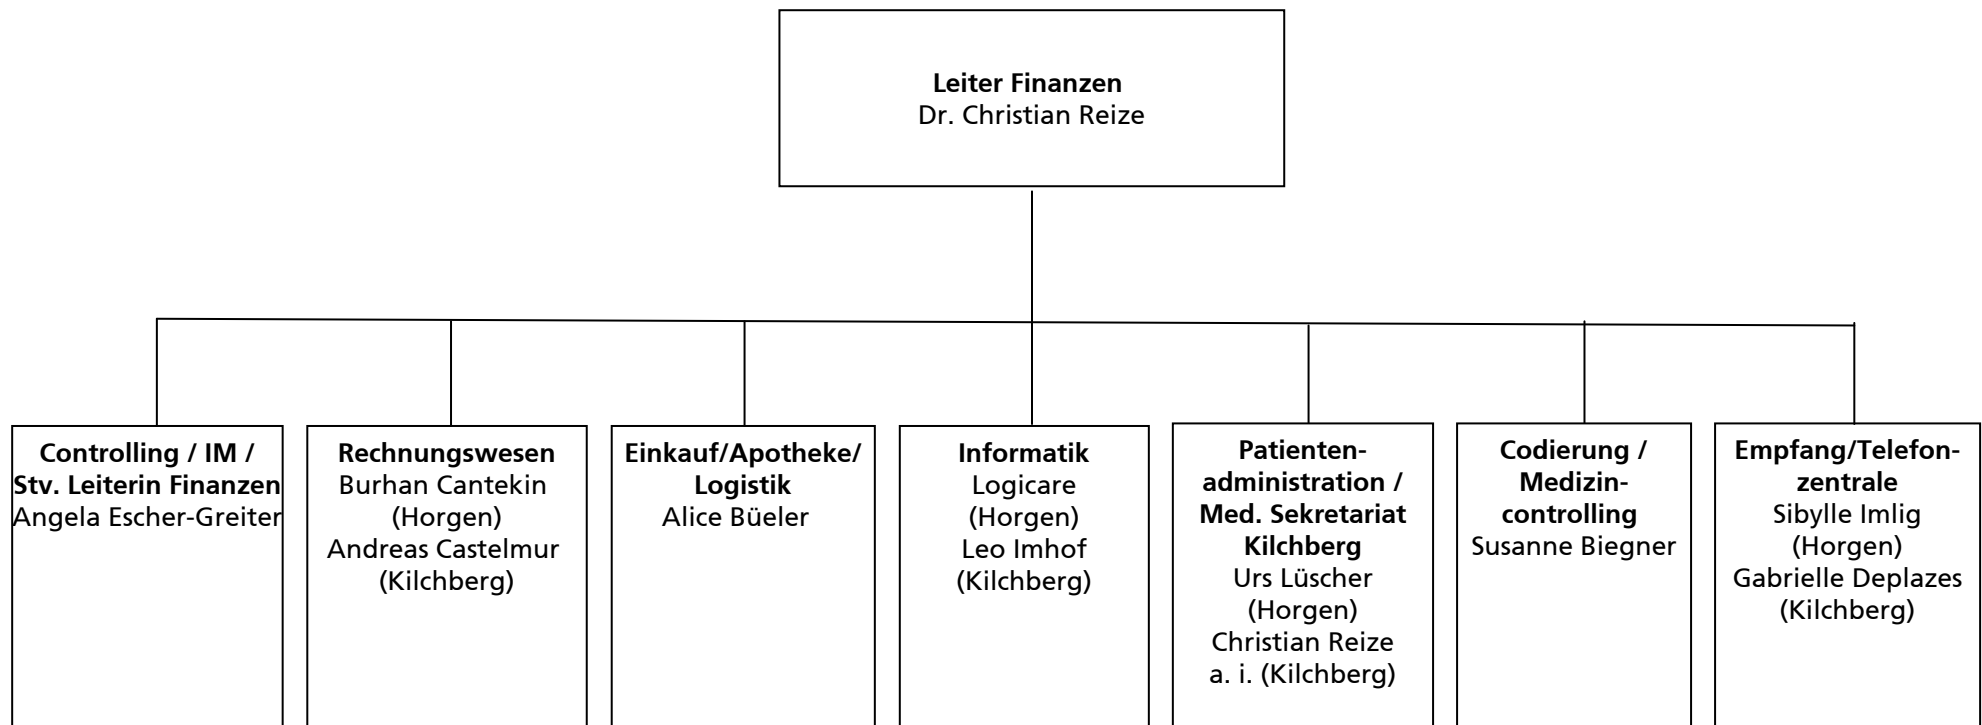 Leiter Finanzen
Dr. Christian Reize
Controlling / IM /
Stv. Leiterin Finanzen
Angela Escher-Greiter
Rechnungswesen
Burhan Cantekin
(Horgen)
Andreas Castelmur
(Kilchberg)
Einkauf/Apotheke/
Logistik
Alice Büeler
Informatik
Logicare
(Horgen)
Leo Imhof
(Kilchberg)
Patienten-
administration /
Med. Sekretariat
Kilchberg
Urs Lüscher
(Horgen)
Christian Reize
a. i. (Kilchberg)
Codierung /
Medizin-
controlling
Susanne Biegner
Empfang/Telefon-
zentrale
Sibylle Imlig
(Horgen)
Gabrielle Deplazes
(Kilchberg)